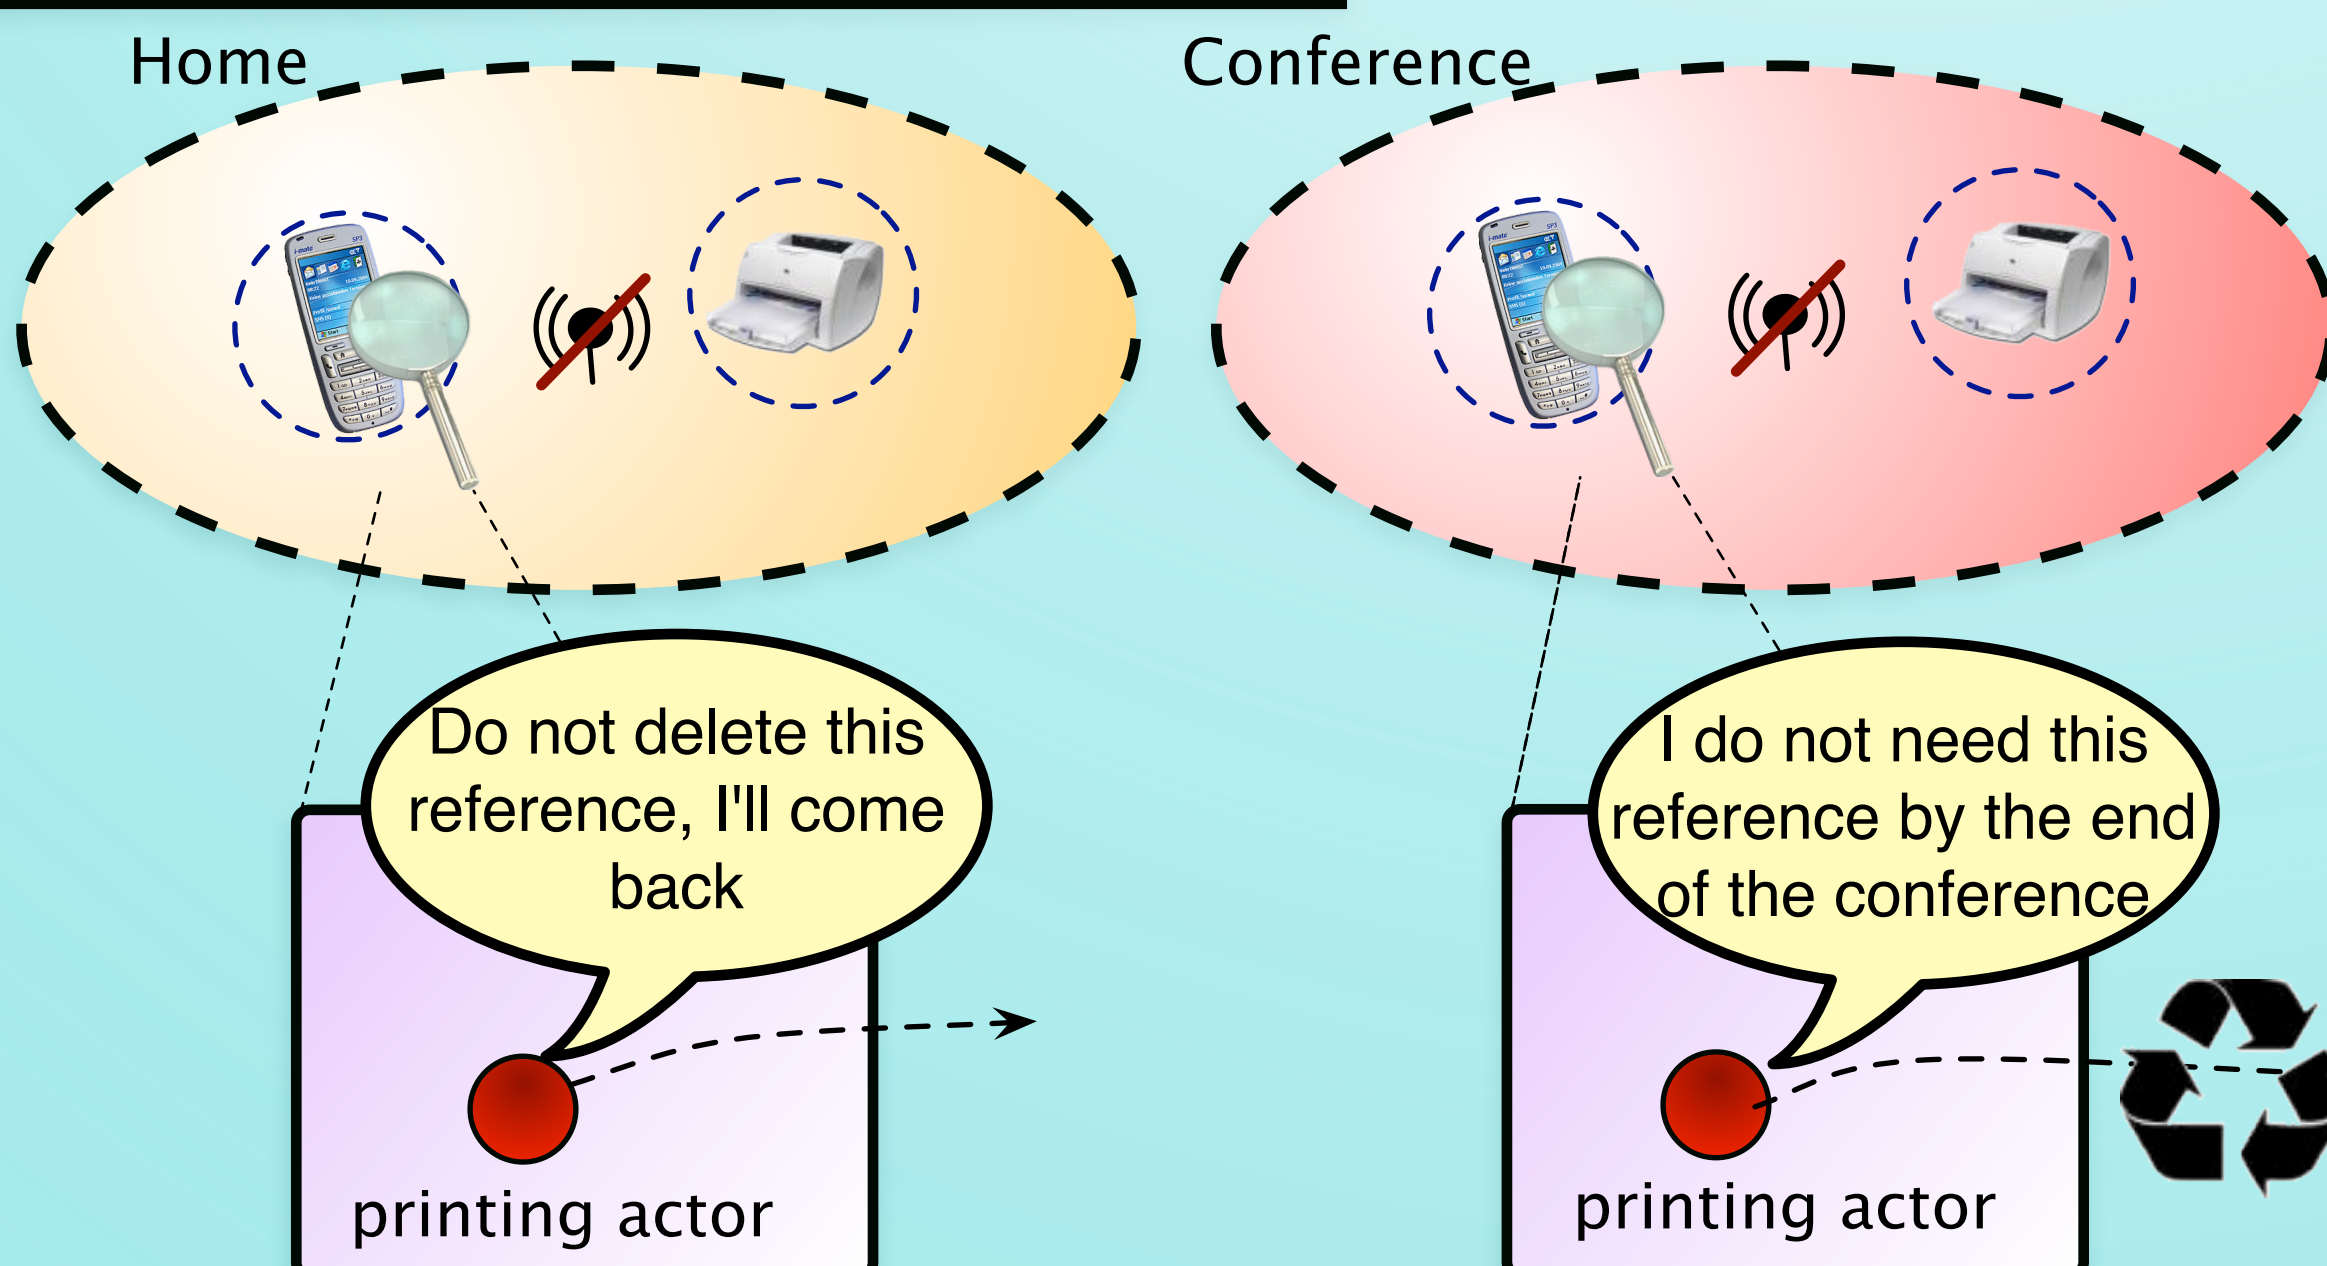 Home
Conference
Do not delete this
reference, I'll come
back
I do not need this
reference by the end
of the conference
printing actor
printing actor